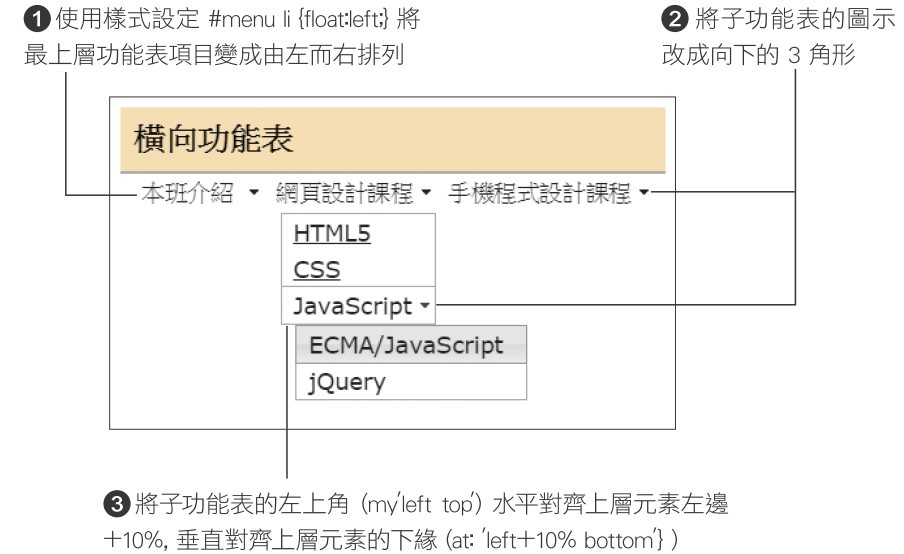 ❶使用樣式設定 #menu li {float:left;} 將
最上層功能表項目變成由左而右排列
❷ 將子功能表的圖示
改成向下的 3 角形
橫向功能表
本班介紹 ▾ 網頁設計課程 ▾ 手機程式設計課程 ▾
HTML5
CSS
JavaScript ▾
ECMA/JavaScript
jQuery
❸將子功能表的左上角 (my'left top') 水平對齊上層元素左邊
+10%, 垂直對齊上層元素的下緣 (at: 'left+10% bottom'} )